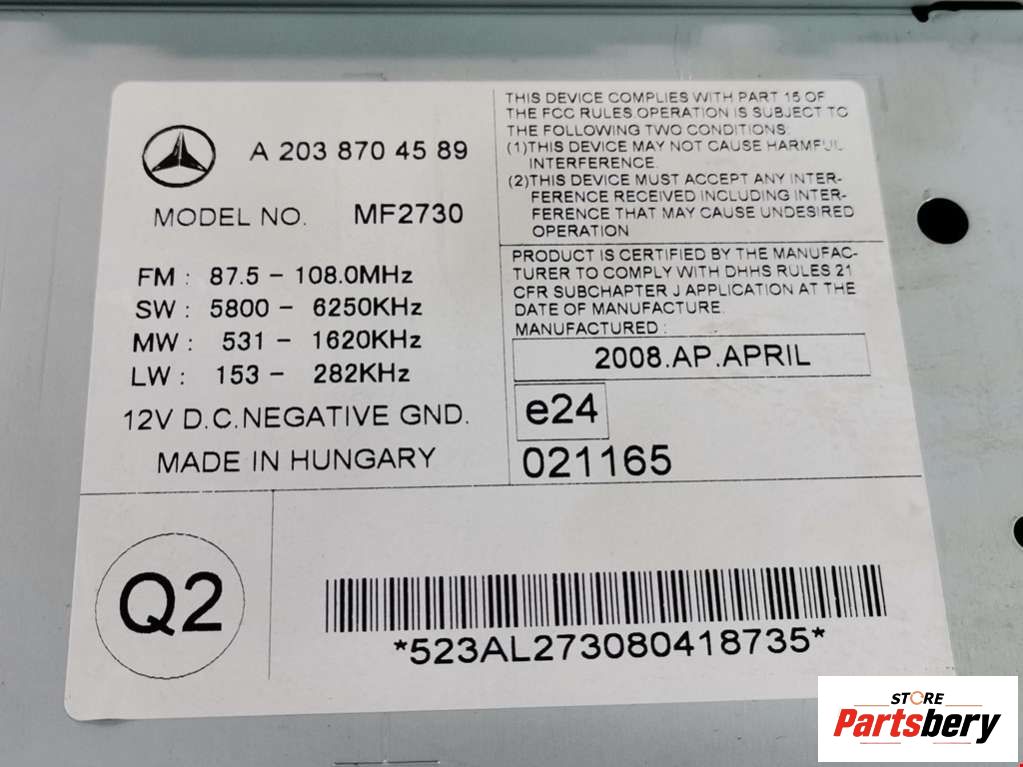 A 203 870 4589
MODEL NO. MF2730
FM : 87.5 – 108.0MHz
SW : 5800 – 6250KHz
MW : 531 – 1620KHz
LW : 153 – 282KHz
12V D.C.NEGATIVE GND.
MADE IN HUNGARY
THIS DEVICE COMPLIES WITH PART 15 OF
THE FCC RULES OPERATION IS SUBJECT TO
THE FOLLOWING TWO CONDITIONS:
(1)THIS DEVICE MAY NOT CAUSE HARMFUL
INTERFERENCE.
(2)THIS DEVICE MUST ACCEPT ANY INTER-
FERENCE RECEIVED INCLUDING INTER-
FERENCE THAT MAY CAUSE UNDESIRED
OPERATION
PRODUCT IS CERTIFIED BY THE MANUFAC-
TURER TO COMPLY WITH DHHS RULES 21
CFR SUBCHAPTER J APPLICATION AT THE
DATE OF MANUFACTURE.
MANUFACTURED :
2008.AP.APRIL
e24
021165
Q2
*523AL273080418735*
STORE
Partsbery